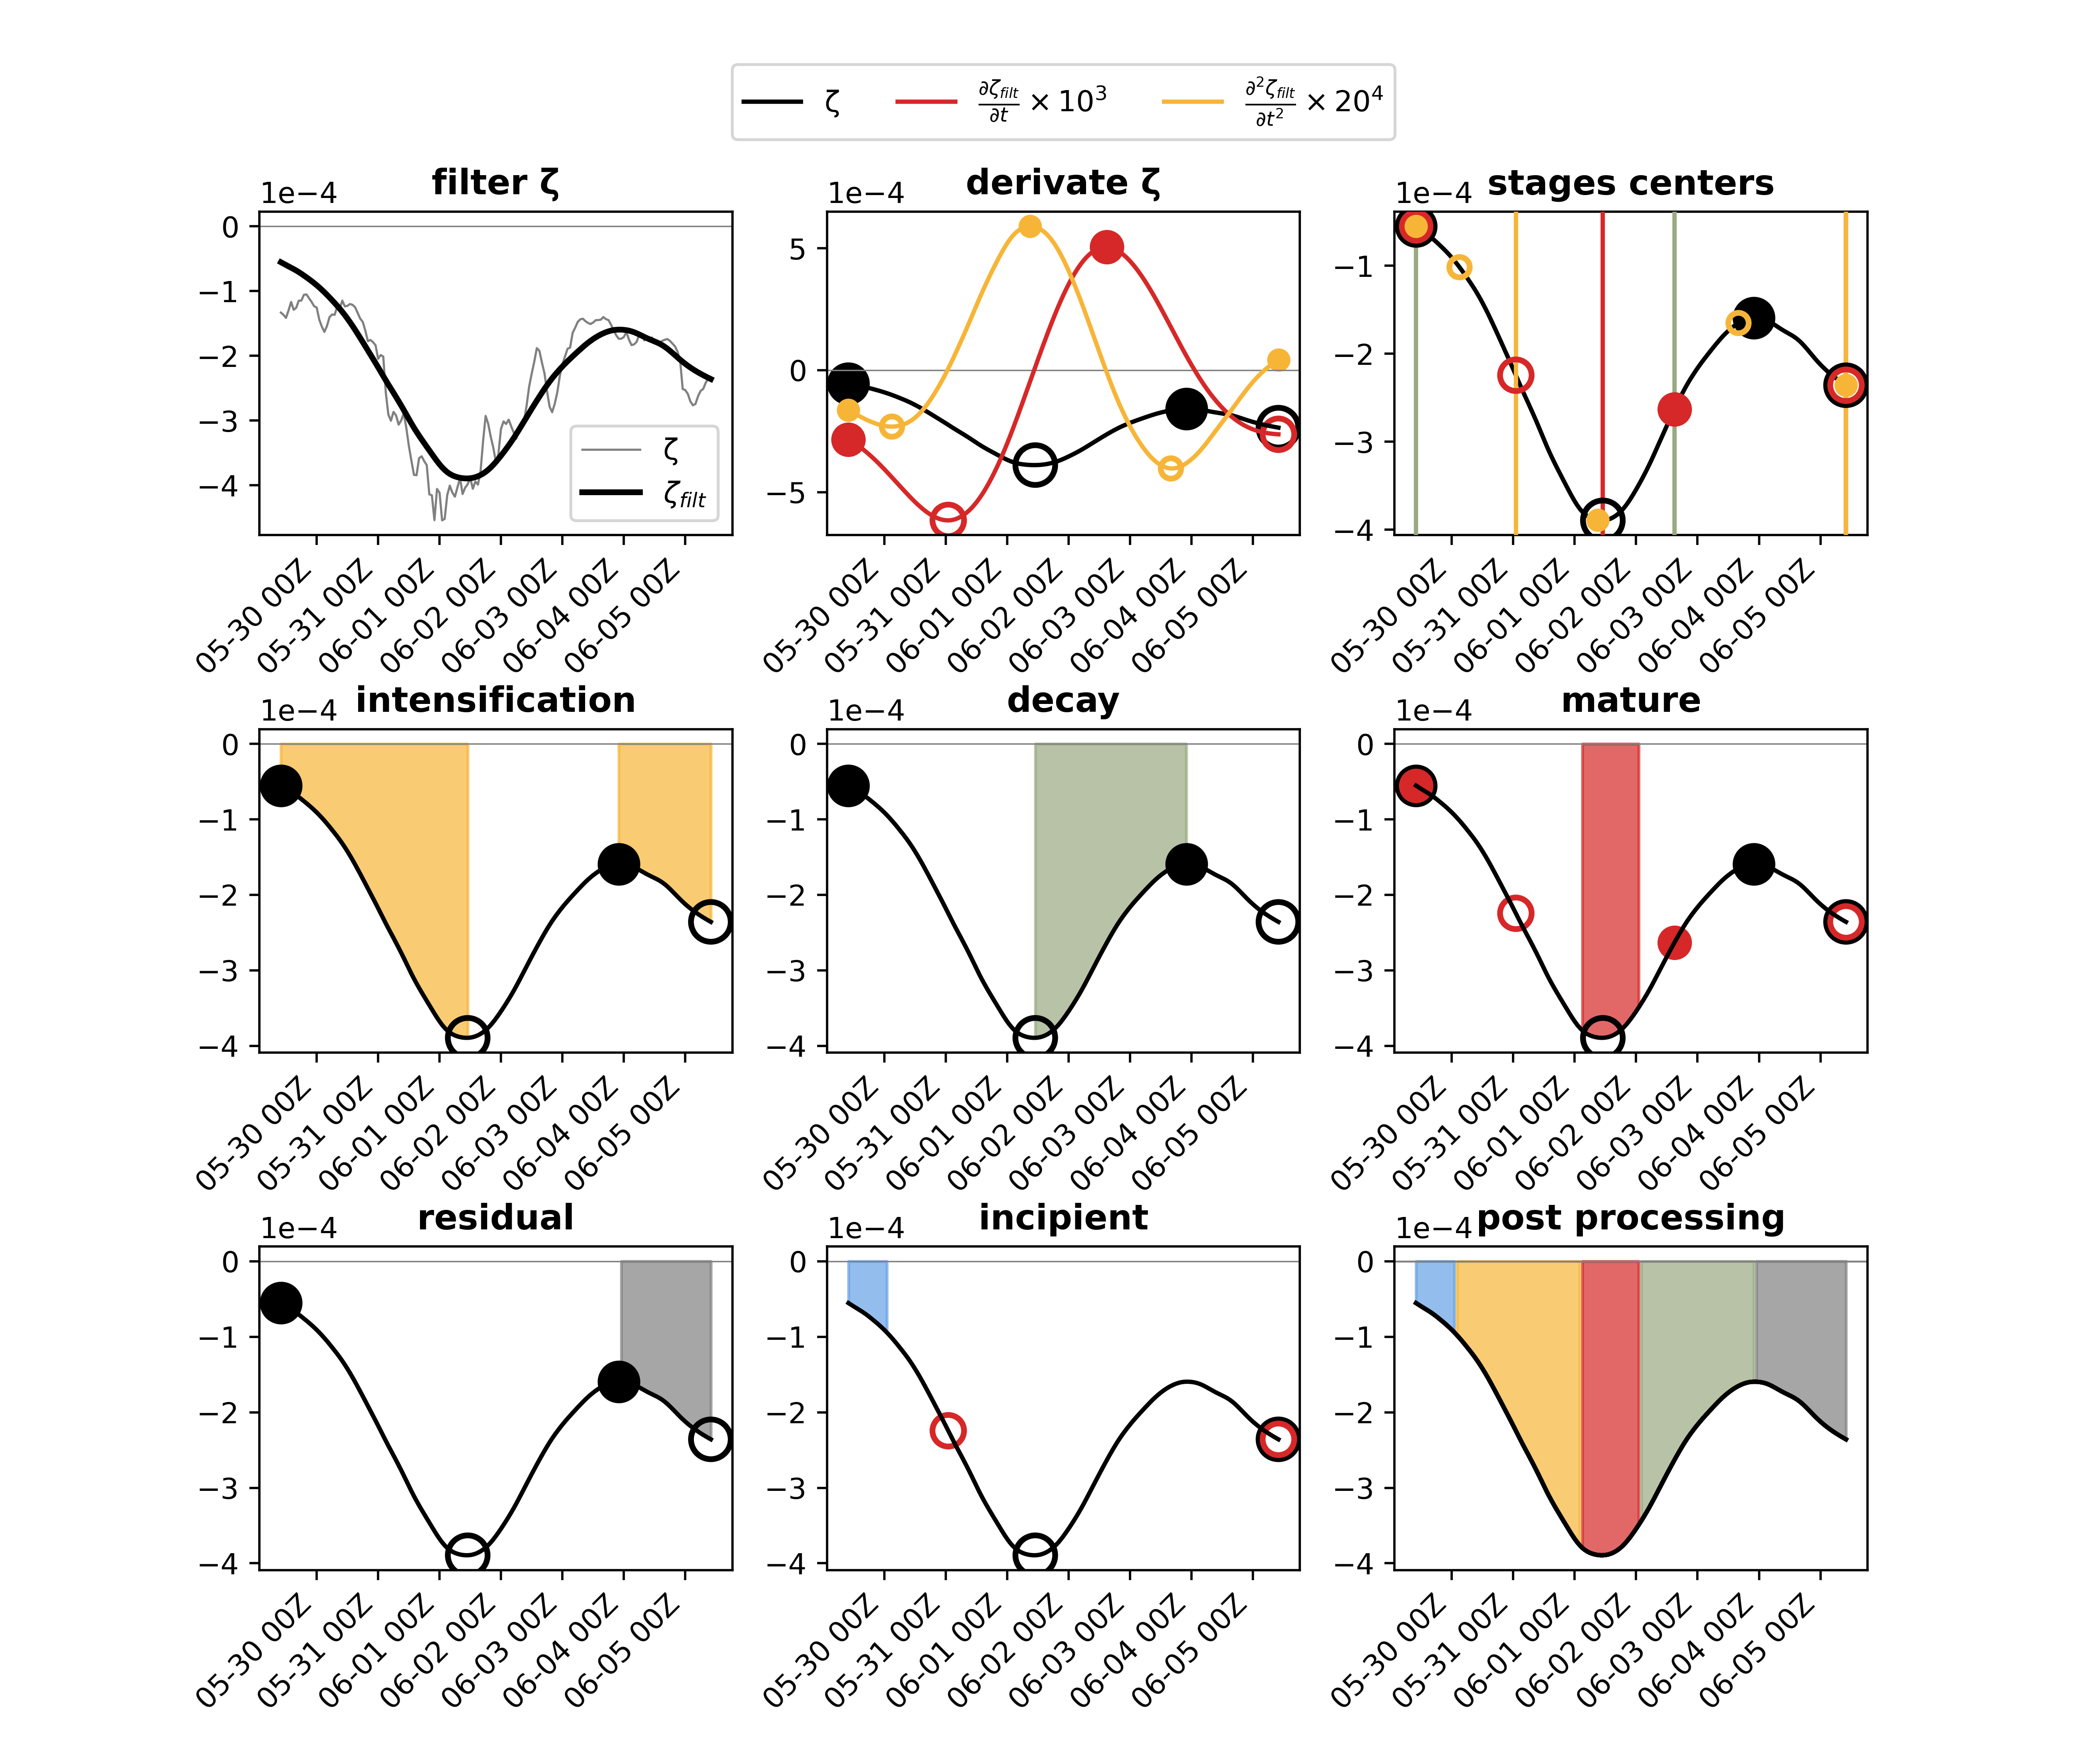 ζ ∂ζ_filt/∂t × 10³ ∂²ζ_filt/∂t² × 20⁴
filter ζ
1e−4
0
−1
−2
−3
−4
ζ
ζ_filt
05-30 00Z
05-31 00Z
06-01 00Z
06-02 00Z
06-03 00Z
06-04 00Z
06-05 00Z
derivate ζ
1e−4
5
0
−5
05-30 00Z
05-31 00Z
06-01 00Z
06-02 00Z
06-03 00Z
06-04 00Z
06-05 00Z
stages centers
1e−4
−1
−2
−3
−4
05-30 00Z
05-31 00Z
06-01 00Z
06-02 00Z
06-03 00Z
06-04 00Z
06-05 00Z
intensification
1e−4
0
−1
−2
−3
−4
05-30 00Z
05-31 00Z
06-01 00Z
06-02 00Z
06-03 00Z
06-04 00Z
06-05 00Z
decay
1e−4
0
−1
−2
−3
−4
05-30 00Z
05-31 00Z
06-01 00Z
06-02 00Z
06-03 00Z
06-04 00Z
06-05 00Z
mature
1e−4
0
−1
−2
−3
−4
05-30 00Z
05-31 00Z
06-01 00Z
06-02 00Z
06-03 00Z
06-04 00Z
06-05 00Z
residual
1e−4
0
−1
−2
−3
−4
05-30 00Z
05-31 00Z
06-01 00Z
06-02 00Z
06-03 00Z
06-04 00Z
06-05 00Z
incipient
1e−4
0
−1
−2
−3
−4
05-30 00Z
05-31 00Z
06-01 00Z
06-02 00Z
06-03 00Z
06-04 00Z
06-05 00Z
post processing
1e−4
0
−1
−2
−3
−4
05-30 00Z
05-31 00Z
06-01 00Z
06-02 00Z
06-03 00Z
06-04 00Z
06-05 00Z